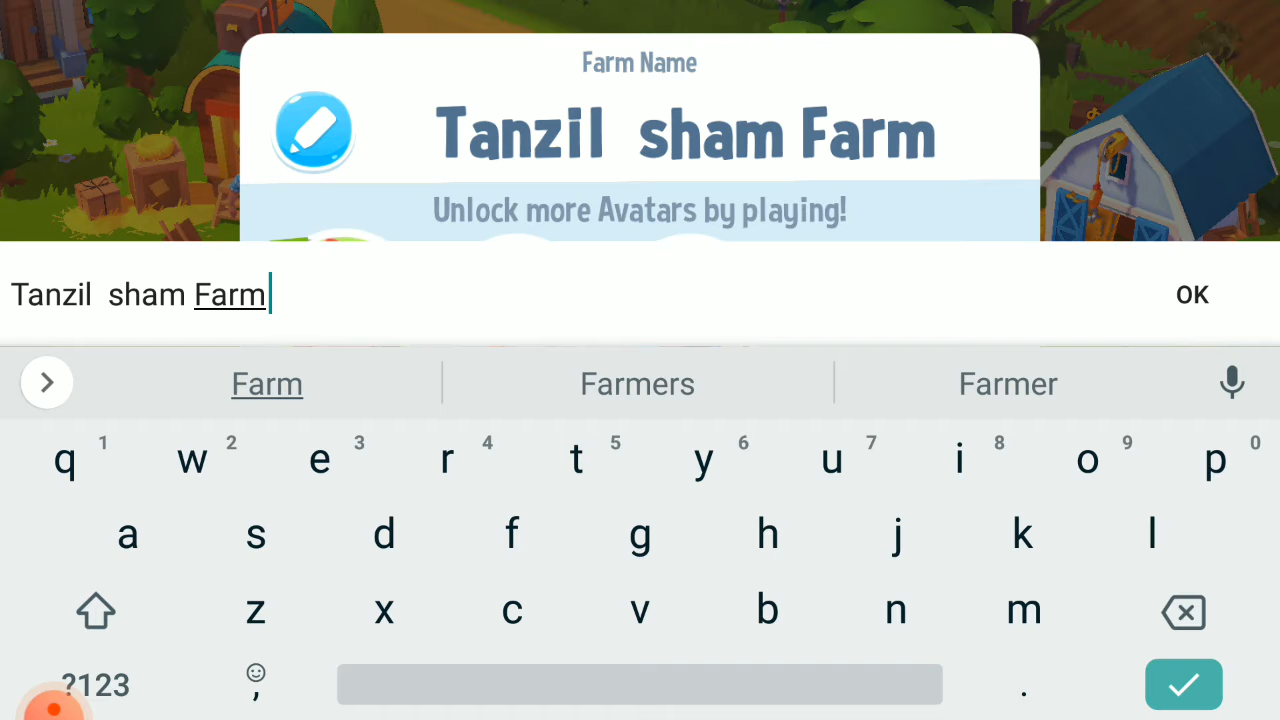 Farm Name
Tanzil  sham Farm
Unlock more Avatars by playing!
Tanzil  sham Farm
OK
Farm Farmers Farmer
q 1 w 2 e 3 r 4 t 5 y 6 u 7 i 8 o 9 p 0
a s d f g h j k l
z x c v b n m
?123 , .